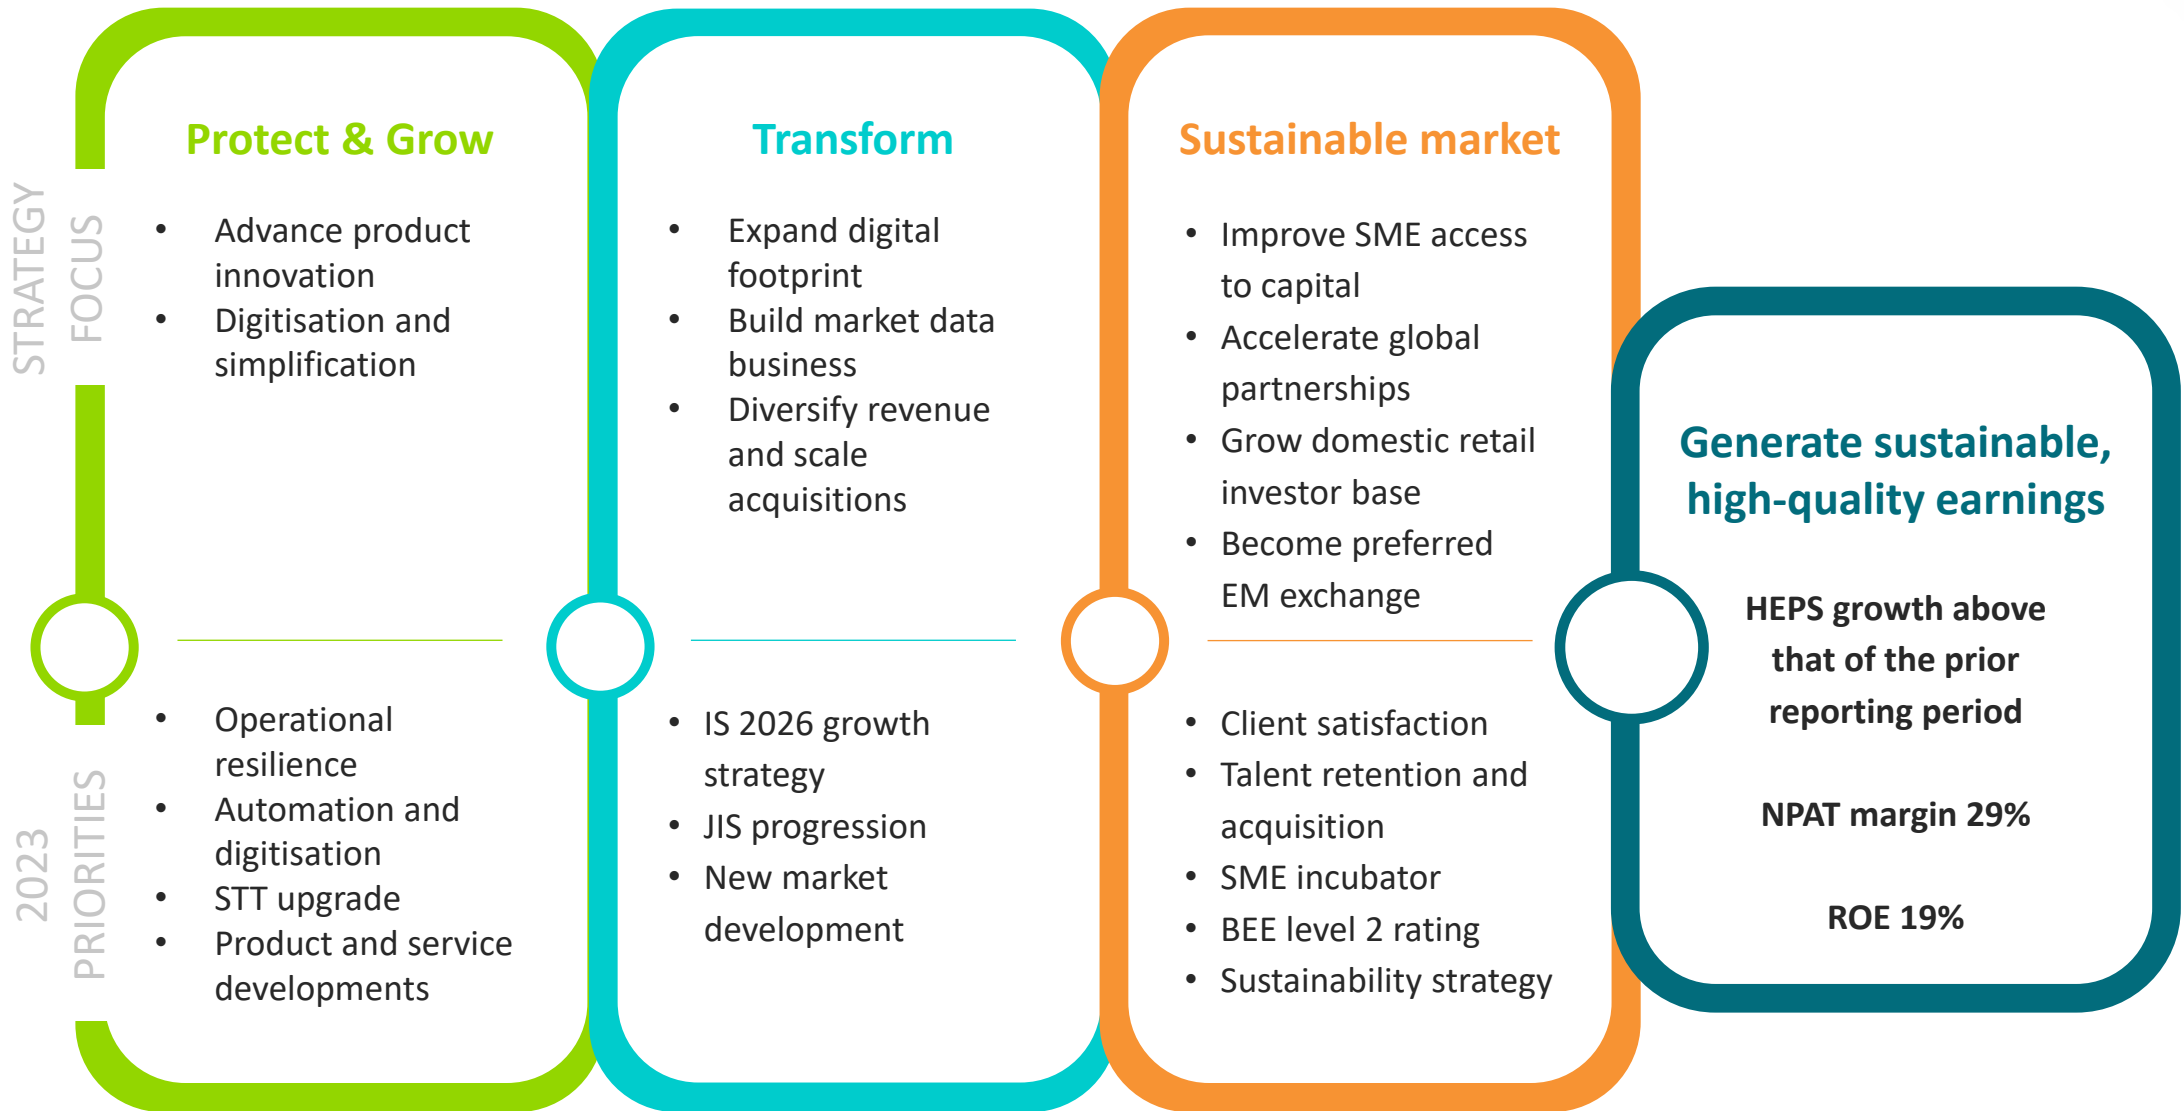 STRATEGY
FOCUS
Protect & Grow
• Advance product
innovation
• Digitisation and
simplification
2023
PRIORITIES
• Operational
resilience
• Automation and
digitisation
• STT upgrade
• Product and service
developments
Transform
• Expand digital
footprint
• Build market data
business
• Diversify revenue
and scale
acquisitions
• IS 2026 growth
strategy
• JIS progression
• New market
development
Sustainable market
• Improve SME access
to capital
• Accelerate global
partnerships
• Grow domestic retail
investor base
• Become preferred
EM exchange
• Client satisfaction
• Talent retention and
acquisition
• SME incubator
• BEE level 2 rating
• Sustainability strategy
Generate sustainable,
high-quality earnings
HEPS growth above
that of the prior
reporting period
NPAT margin 29%
ROE 19%